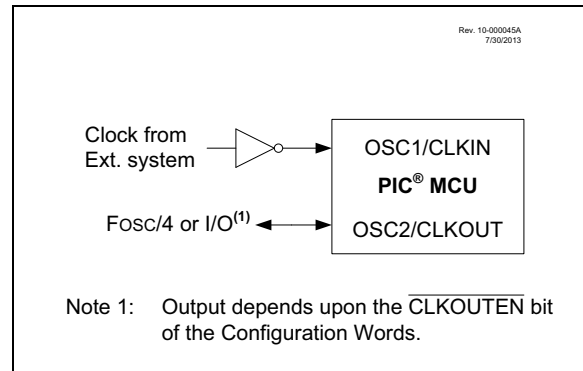 Rev. 10-000045A
7/30/2013
Clock from
Ext. system
OSC1/CLKIN
PIC® MCU
FOSC/4 or I/O(1)
OSC2/CLKOUT
Note 1: Output depends upon the CLKOUTEN bit
of the Configuration Words.